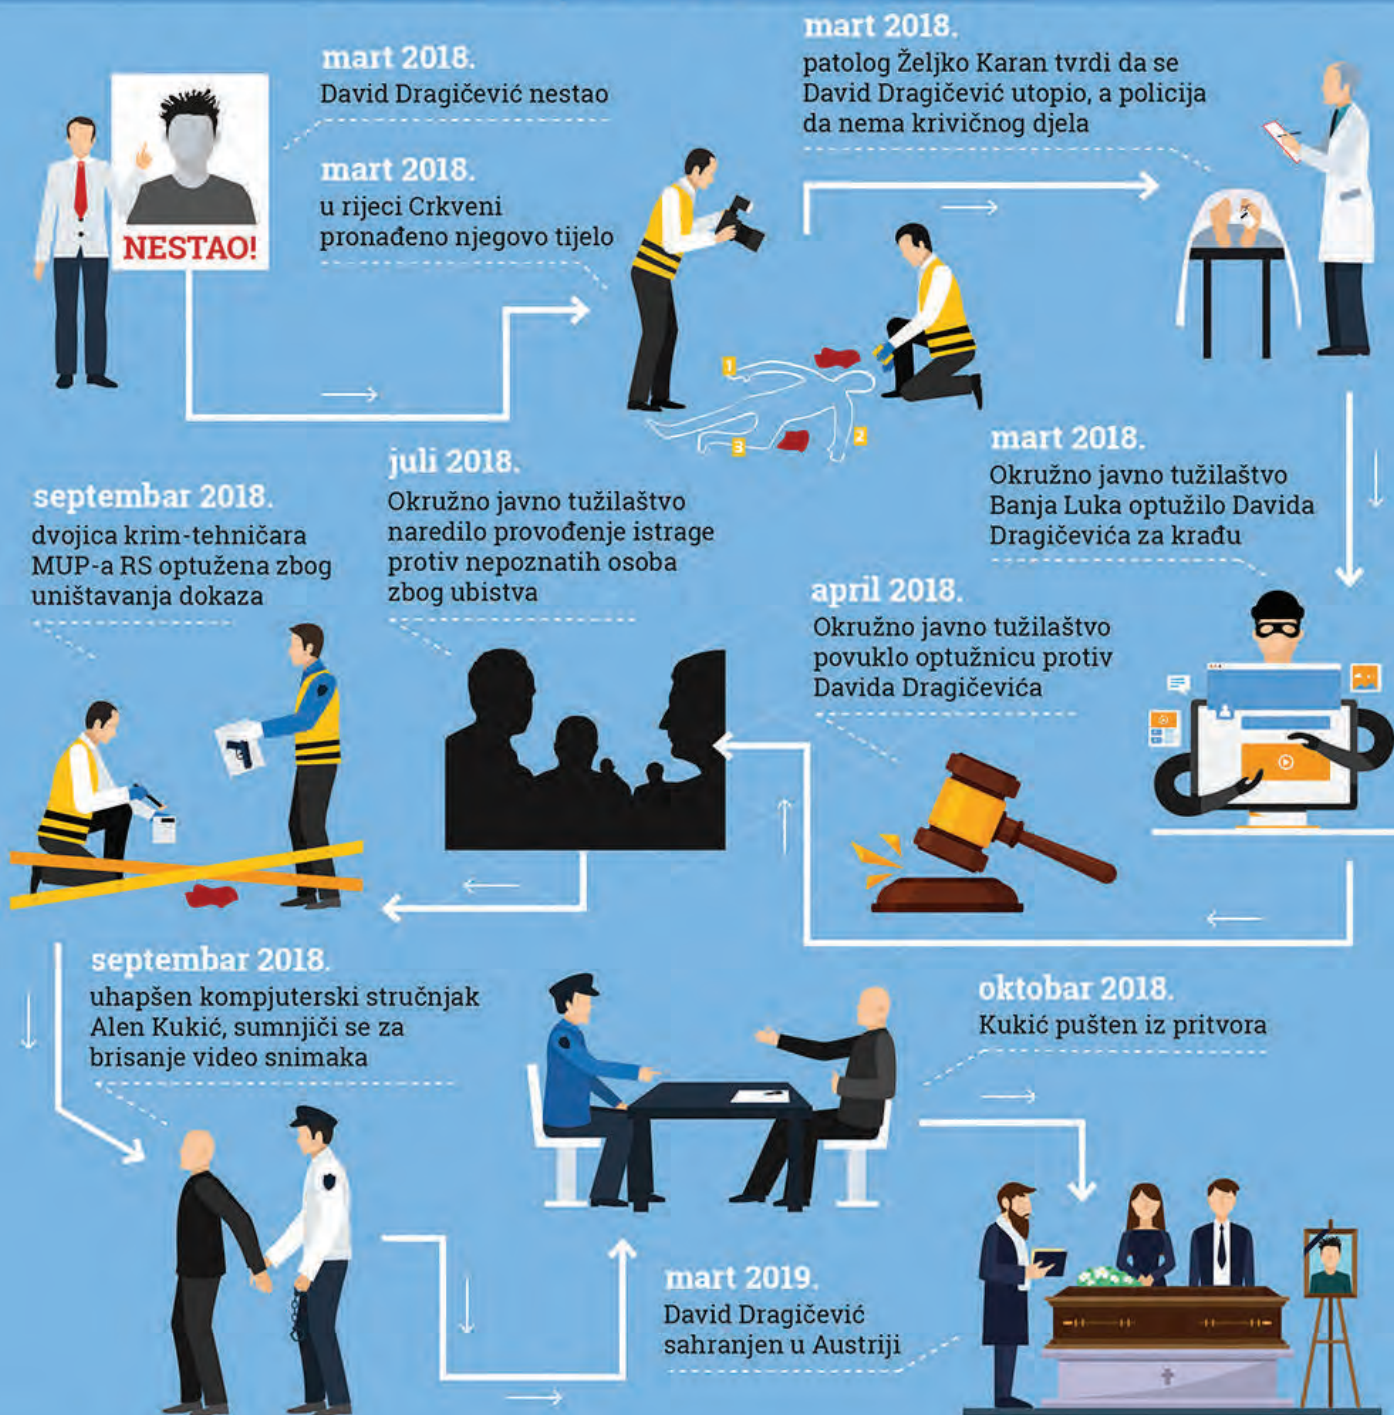 mart 2018.
David Dragičević nestao
NESTAO!
mart 2018.
u rijeci Crkveni
pronađeno njegovo tijelo
mart 2018.
patolog Željko Karan tvrdi da se
David Dragičević utopio, a policija
da nema krivičnog djela
1
2
3
mart 2018.
Okružno javno tužilaštvo
Banja Luka optužilo Davida
Dragičevića za krađu
april 2018.
Okružno javno tužilaštvo
povuklo optužnicu protiv
Davida Dragičevića
juli 2018.
Okružno javno tužilaštvo
naredilo provođenje istrage
protiv nepoznatih osoba
zbog ubistva
septembar 2018.
dvojica krim-tehničara
MUP-a RS optužena zbog
uništavanja dokaza
septembar 2018.
uhapšen kompjuterski stručnjak
Alen Kukić, sumnjiči se za
brisanje video snimaka
oktobar 2018.
Kukić pušten iz pritvora
mart 2019.
David Dragičević
sahranjen u Austriji